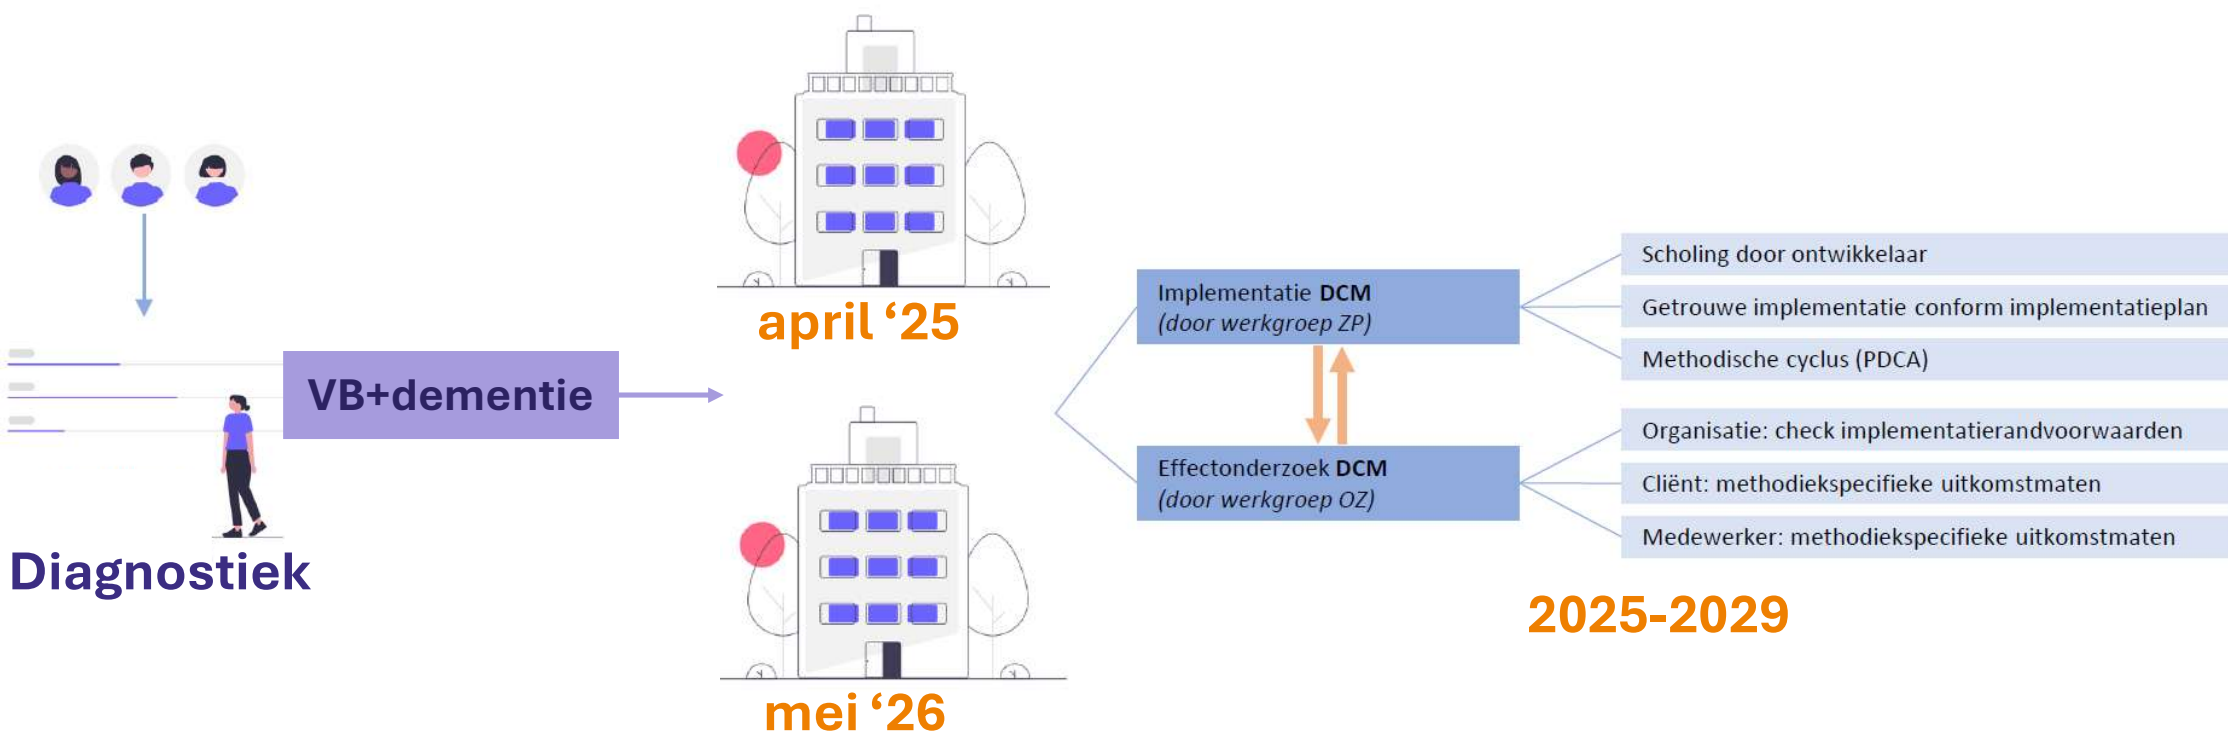 Diagnostiek
VB+dementie
april ‘25
mei ‘26
Implementatie DCM
(door werkgroep ZP)
Effectonderzoek DCM
(door werkgroep OZ)
Scholing door ontwikkelaar
Getrouwe implementatie conform implementatieplan
Methodische cyclus (PDCA)
Organisatie: check implementatierandvoorwaarden
Cliënt: methodiekspecifieke uitkomstmaten
Medewerker: methodiekspecifieke uitkomstmaten
2025-2029